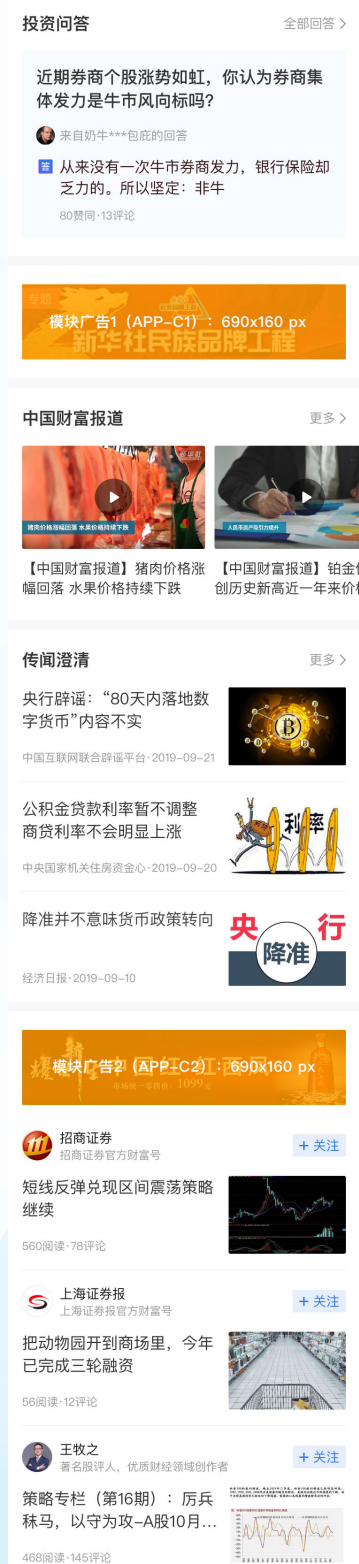 投资问答
全部回答 >
近期券商个股涨势如虹，你认为券商集
体发力是牛市风向标吗？
来自奶牛***包庇的回答
答 从来没有一次牛市券商发力，银行保险却
乏力的。所以坚定：非牛
80赞同·13评论
专题
模块广告1（APP-C1）：690x160 px
新华社民族品牌工程
中国财富报道
更多 >
新华社
猪肉价格涨幅回落 水果价格持续下跌
人民币资产吸引力提升
【中国财富报道】猪肉价格涨
幅回落 水果价格持续下跌
【中国财富报道】铂金
创历史新高近一年来价
传闻澄清
更多 >
央行辟谣：“80天内落地数
字货币”内容不实
中国互联网联合辟谣平台·2019-09-21
公积金贷款利率暂不调整
商贷利率不会明显上涨
中央国家机关住房资金心·2019-09-20
利率
降准并不意味货币政策转向
经济日报·2019-09-10
央行
降准
模块广告2（APP-C2）：690x160 px
中国红·红西凤
市场统一零售价：1099元
招商证券
招商证券官方财富号
+ 关注
短线反弹兑现区间震荡策略
继续
560阅读·78评论
上海证券报
上海证券报官方财富号
+ 关注
把动物园开到商场里，今年
已完成三轮融资
56阅读·12评论
王牧之
著名股评人，优质财经领域创作者
+ 关注
策略专栏（第16期）：厉兵
秣马，以守为攻-A股10月...
468阅读·145评论